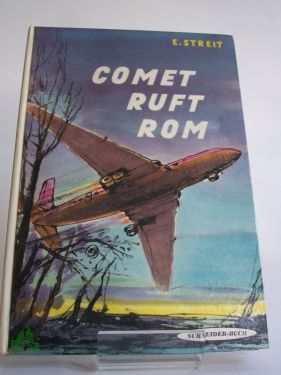 E. STREIT
COMET
RUFT
ROM
SCHNEIDER-BUCH